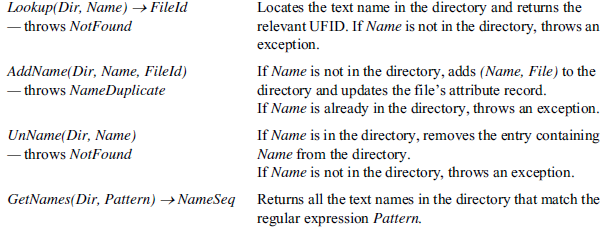 Lookup(Dir, Name) → FileId
— throws NotFound
Locates the text name in the directory and returns the
relevant UFID. If Name is not in the directory, throws an
exception.
AddName(Dir, Name, FileId)
— throws NameDuplicate
If Name is not in the directory, adds (Name, File) to the
directory and updates the file's attribute record.
If Name is already in the directory, throws an exception.
UnName(Dir, Name)
— throws NotFound
If Name is in the directory, removes the entry containing
Name from the directory.
If Name is not in the directory, throws an exception.
GetNames(Dir, Pattern) → NameSeq
Returns all the text names in the directory that match the
regular expression Pattern.